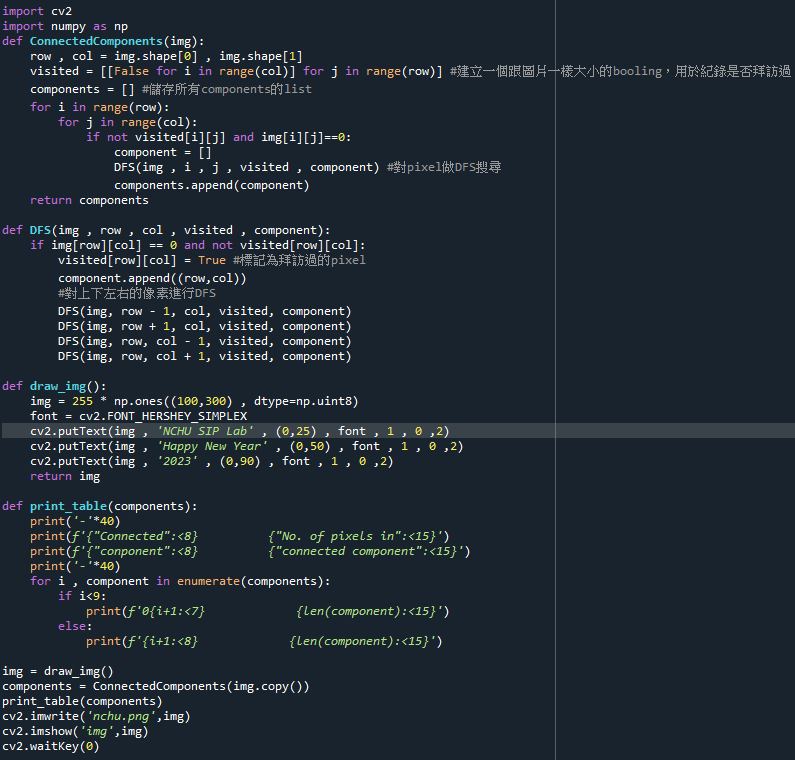 import cv2
import numpy as np
def ConnectedComponents(img):
    row , col = img.shape[0] , img.shape[1]
    visited = [[False for i in range(col)] for j in range(row)] #建立一個跟圖片一樣大小的booling，用於紀錄是否拜訪過
    components = [] #儲存所有components的list
    for i in range(row):
        for j in range(col):
            if not visited[i][j] and img[i][j]==0:
                component = []
                DFS(img , i , j , visited , component) #對pixel做DFS搜尋
                components.append(component)
    return components

def DFS(img , row , col , visited , component):
    if img[row][col] == 0 and not visited[row][col]:
        visited[row][col] = True #標記為拜訪過的pixel
        component.append((row,col))
        #對上下左右的像素進行DFS
        DFS(img, row - 1, col, visited, component)
        DFS(img, row + 1, col, visited, component)
        DFS(img, row, col - 1, visited, component)
        DFS(img, row, col + 1, visited, component)

def draw_img():
    img = 255 * np.ones((100,300) , dtype=np.uint8)
    font = cv2.FONT_HERSHEY_SIMPLEX
    cv2.putText(img , 'NCHU SIP Lab' , (0,25) , font , 1 , 0 ,2)
    cv2.putText(img , 'Happy New Year' , (0,50) , font , 1 , 0 ,2)
    cv2.putText(img , '2023' , (0,90) , font , 1 , 0 ,2)
    return img

def print_table(components):
    print('-'*40)
    print(f'{"Connected":<8}          {"No. of pixels in":<15}')
    print(f'{"conponent":<8}          {"connected component":<15}')
    print('-'*40)
    for i , component in enumerate(components):
        if i<9:
            print(f'0{i+1:<7}             {len(component):<15}')
        else:
            print(f'{i+1:<8}             {len(component):<15}')

img = draw_img()
components = ConnectedComponents(img.copy())
print_table(components)
cv2.imwrite('nchu.png',img)
cv2.imshow('img',img)
cv2.waitKey(0)